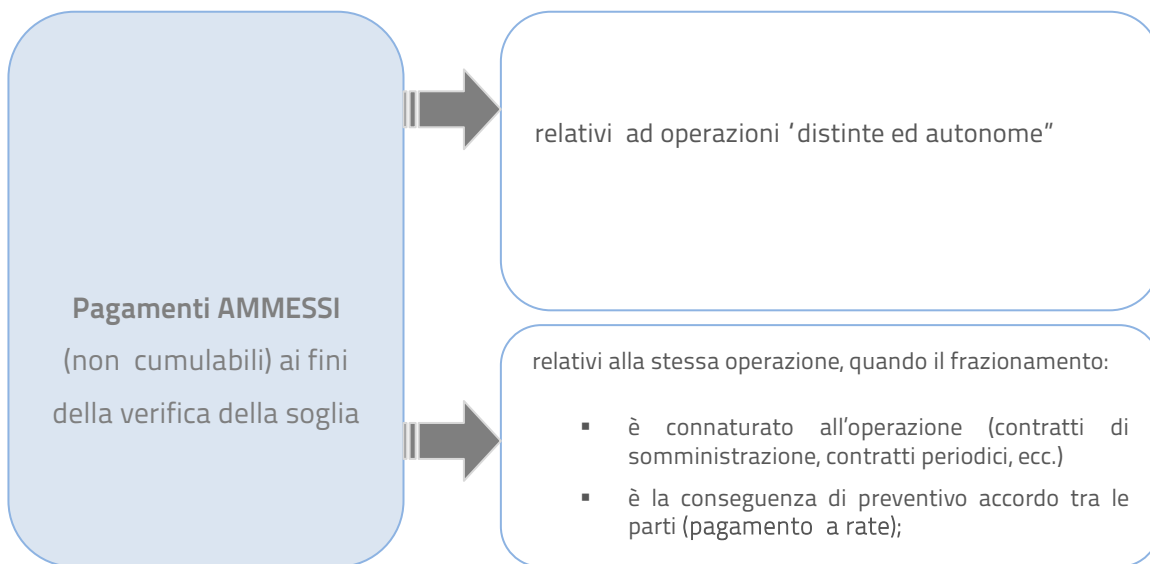 Pagamenti AMMESSI
(non cumulabili) ai fini
della verifica della soglia
relativi ad operazioni ‘distinte ed autonome”
relativi alla stessa operazione, quando il frazionamento:
▪ è connaturato all’operazione (contratti di
somministrazione, contratti periodici, ecc.)
▪ è la conseguenza di preventivo accordo tra le
parti (pagamento a rate);